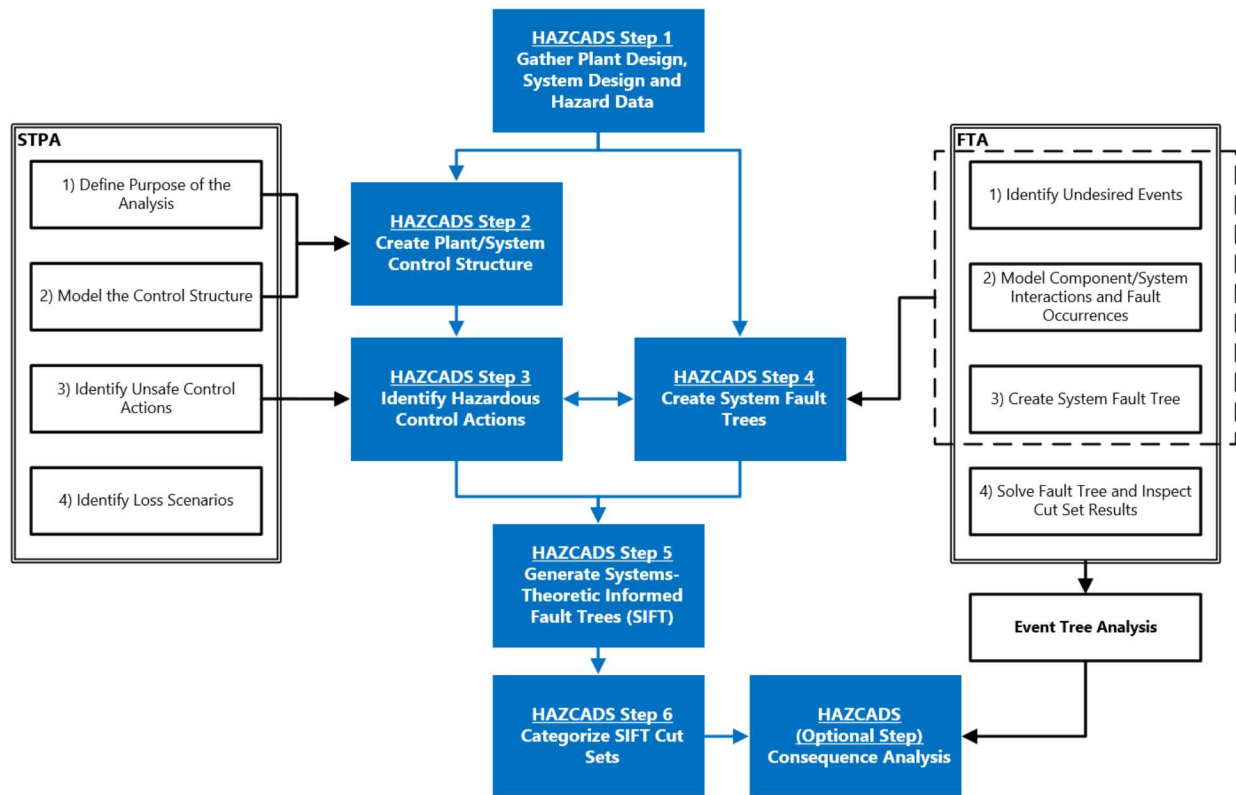 HAZCADS Step 1
Gather Plant Design,
System Design and
Hazard Data
STPA
1) Define Purpose of the
Analysis
2) Model the Control Structure
3) Identify Unsafe Control
Actions
4) Identify Loss Scenarios
HAZCADS Step 2
Create Plant/System
Control Structure
HAZCADS Step 3
Identify Hazardous
Control Actions
HAZCADS Step 4
Create System Fault
Trees
FTA
1) Identify Undesired Events
2) Model Component/System
Interactions and Fault
Occurrences
3) Create System Fault Tree
4) Solve Fault Tree and Inspect
Cut Set Results
HAZCADS Step 5
Generate Systems-
Theoretic Informed
Fault Trees (SIFT)
Event Tree Analysis
HAZCADS Step 6
Categorize SIFT Cut
Sets
HAZCADS
(Optional Step)
Consequence Analysis